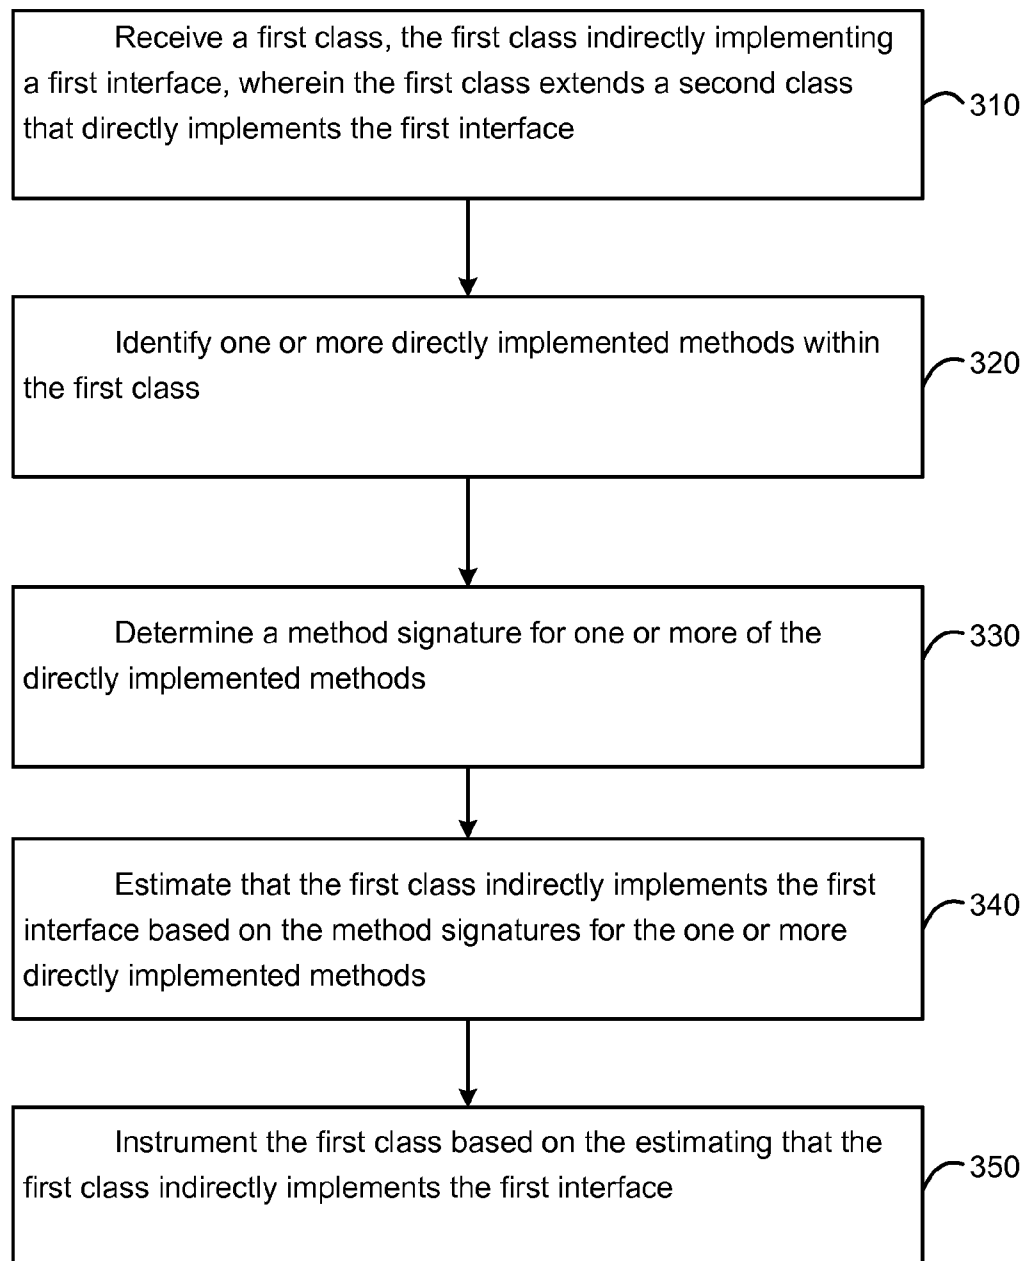 Receive a first class, the first class indirectly implementing
a first interface, wherein the first class extends a second class
that directly implements the first interface
310
Identify one or more directly implemented methods within
the first class
320
Determine a method signature for one or more of the
directly implemented methods
330
Estimate that the first class indirectly implements the first
interface based on the method signatures for the one or more
directly implemented methods
340
Instrument the first class based on the estimating that the
first class indirectly implements the first interface
350